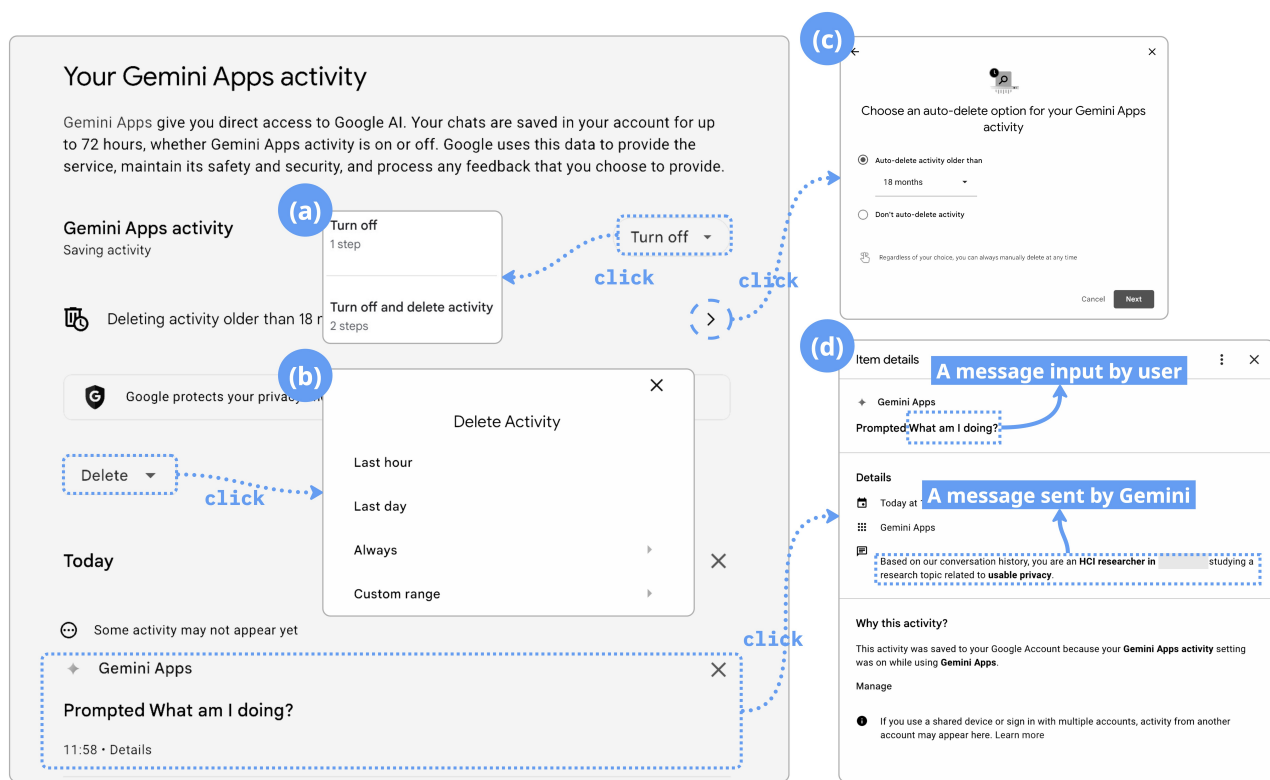 Your Gemini Apps activity
Gemini Apps give you direct access to Google AI. Your chats are saved in your account for up
to 72 hours, whether Gemini Apps activity is on or off. Google uses this data to provide the
service, maintain its safety and security, and process any feedback that you choose to provide.
Gemini Apps activity
Saving activity
(a)
Turn off
1 step
Turn off and delete activity
2 steps
Turn off
click
Deleting activity older than 18
Google protects your
(b)
Delete Activity
Last hour
Last day
Always
Custom range
Delete
click
Today
Some activity may not appear yet
Gemini Apps
Prompted What am I doing?
11:58 • Details
click
click
(c)
Choose an auto-delete option for your Gemini Apps
activity
Auto-delete activity older than
18 months
Don't auto-delete activity
Regardless of your choice, you can always manually delete at any time
Cancel
Next
(d)
Item details
A message input by user
Gemini Apps
Prompted What am I doing?
Details
A message sent by Gemini
Today at
Gemini Apps
Based on our conversation history, you are an HCI researcher in studying a
research topic related to usable privacy.
Why this activity?
This activity was saved to your Google Account because your Gemini Apps activity setting
was on while using Gemini Apps.
Manage
If you use a shared device or sign in with multiple accounts, activity from another
account may appear here. Learn more